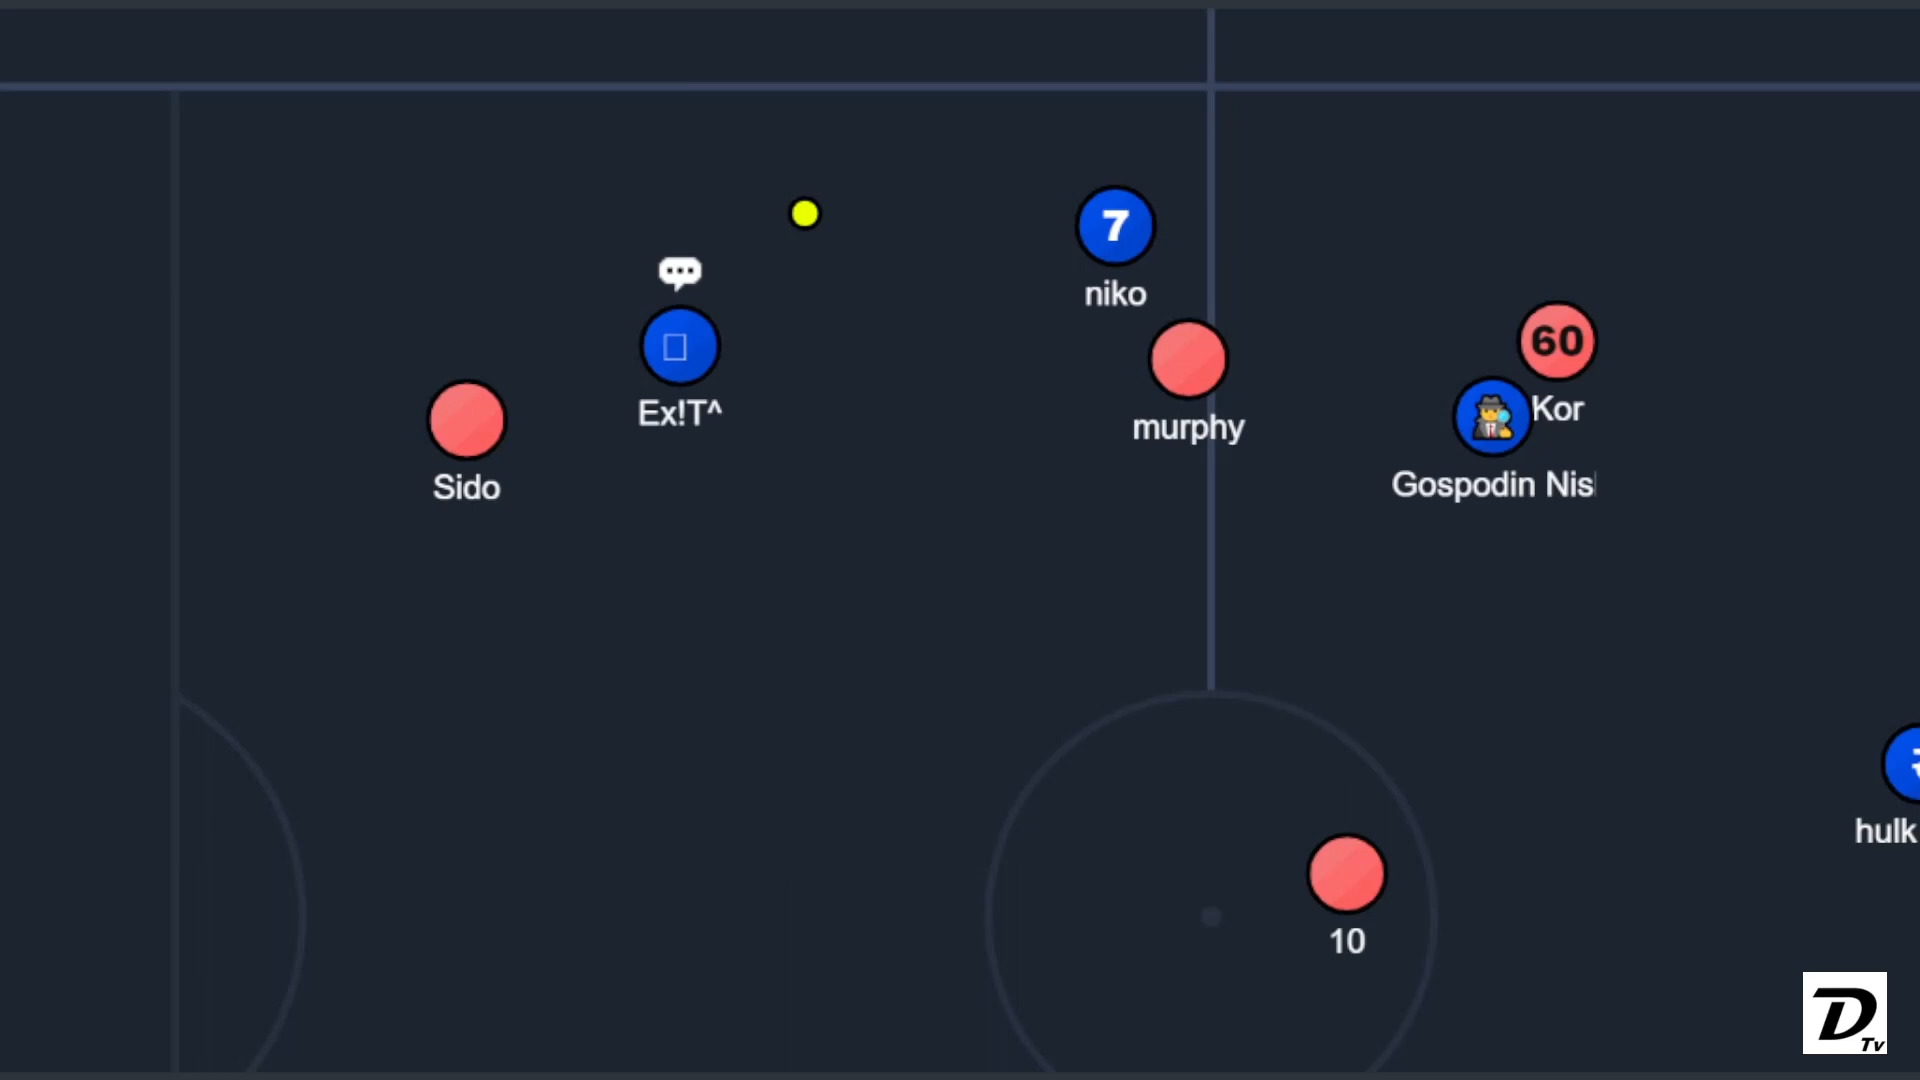 7
niko
60
Kor
Ex!T^
murphy
Sido
Gospodin Nis
hulk
10
D
Tv